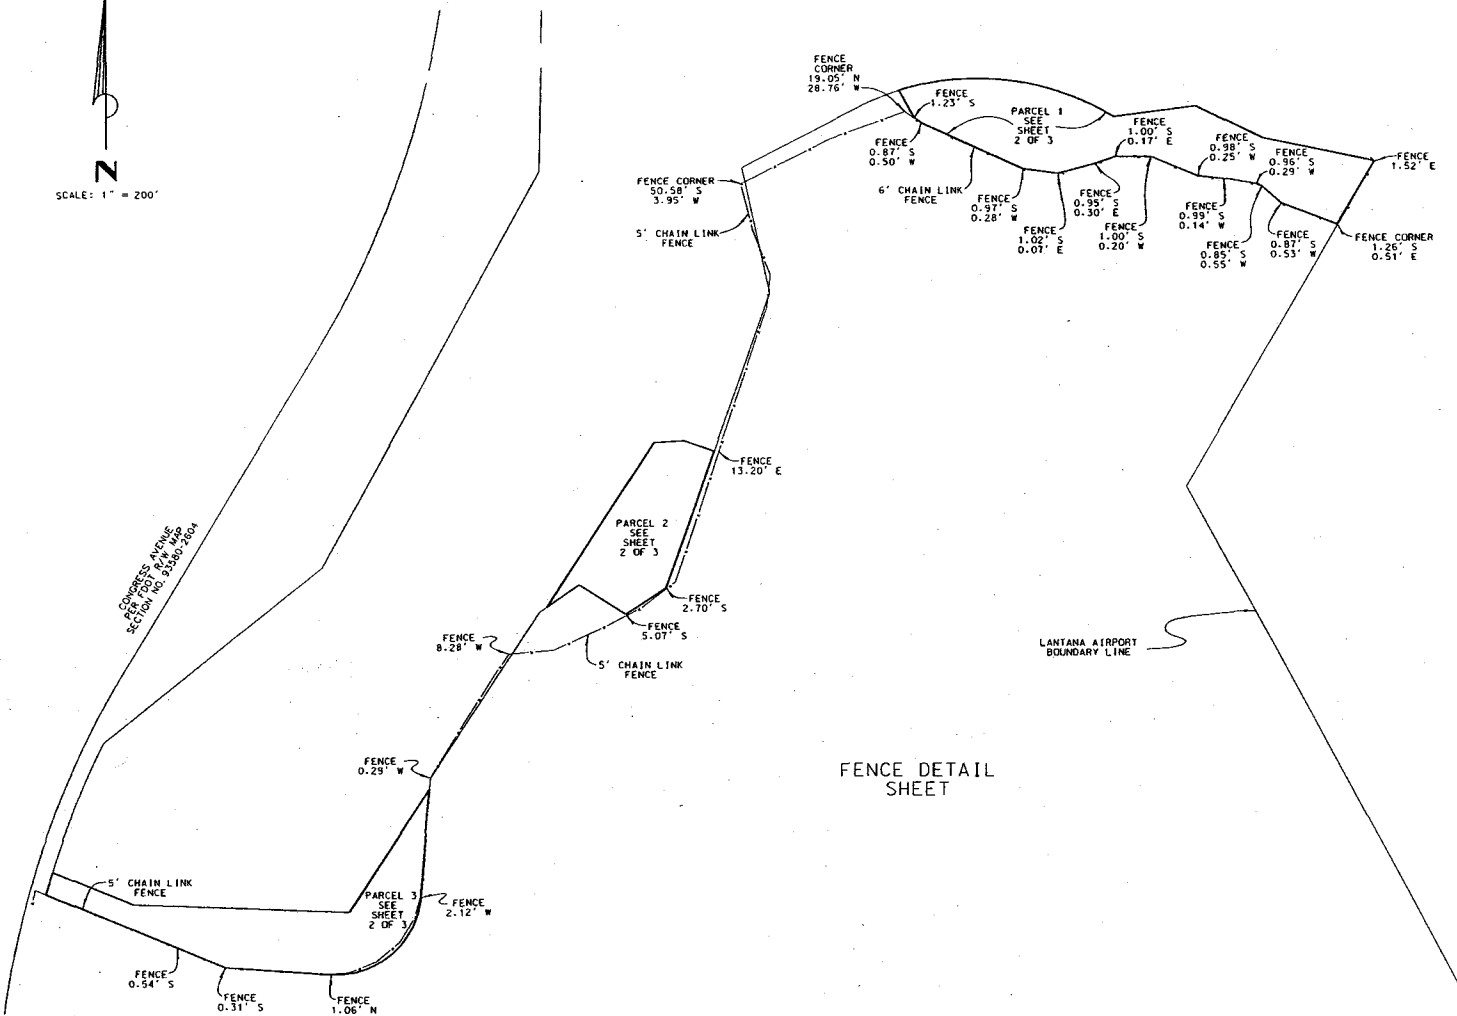 N
SCALE: 1" = 200'
FENCE
CORNER
19.05' N
28.76' W
FENCE
1.23' S
PARCEL 1
SEE
SHEET
2 OF 3
FENCE
1.00' S
0.17' E
FENCE
0.98' S
0.25' W
FENCE
0.96' S
0.29' W
FENCE
1.52' E
FENCE
0.87' S
0.50' W
6' CHAIN LINK
FENCE
FENCE
0.97' S
0.28' W
FENCE
1.02' S
0.07' E
FENCE
0.95' S
0.30' E
FENCE
1.00' S
0.20' W
FENCE
0.99' S
0.14' W
FENCE
0.85' S
0.55' W
FENCE
0.87' S
0.53' W
FENCE CORNER
1.26' S
0.51' E
FENCE CORNER
50.58' S
3.95' W
5' CHAIN LINK
FENCE
FENCE
13.20' E
PARCEL 2
SEE
SHEET
2 OF 3
CONGRESS AVENUE
PER FDOT R/W MAP
SECTION NO. 93580-2604
FENCE
2.70' S
FENCE
5.07' S
FENCE
8.28' W
5' CHAIN LINK
FENCE
LANTANA AIRPORT
BOUNDARY LINE
FENCE
0.29' W
FENCE DETAIL
SHEET
5' CHAIN LINK
FENCE
PARCEL 3
SEE
SHEET
2 OF 3
FENCE
2.12' W
FENCE
0.54' S
FENCE
0.31' S
FENCE
1.06' N